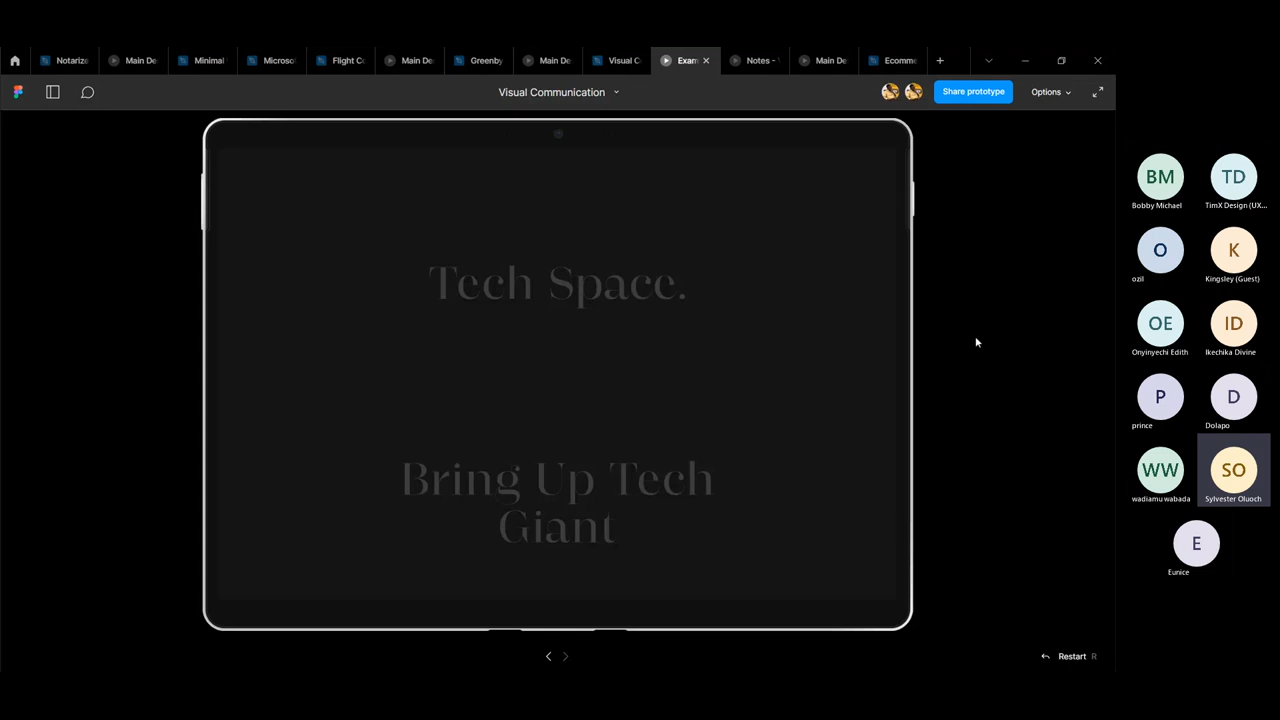 Notarize
Main De
Minimal
Microso
Flight Co
Main De
Greenby
Main De
Visual C
Exam
Notes -
Main De
Ecomme
Visual Communication
Share prototype
Options
Tech Space.
Bring Up Tech
Giant
Restart R
BM
TD
Bobby Michael
TimX Design (UX...
O
K
ozil
Kingsley (Guest)
OE
ID
Onyinyechi Edith
Ikechika Divine
P
D
prince
Dolapo
WW
SO
wadiamu wabada
Sylvester Oluoch
E
Eunice